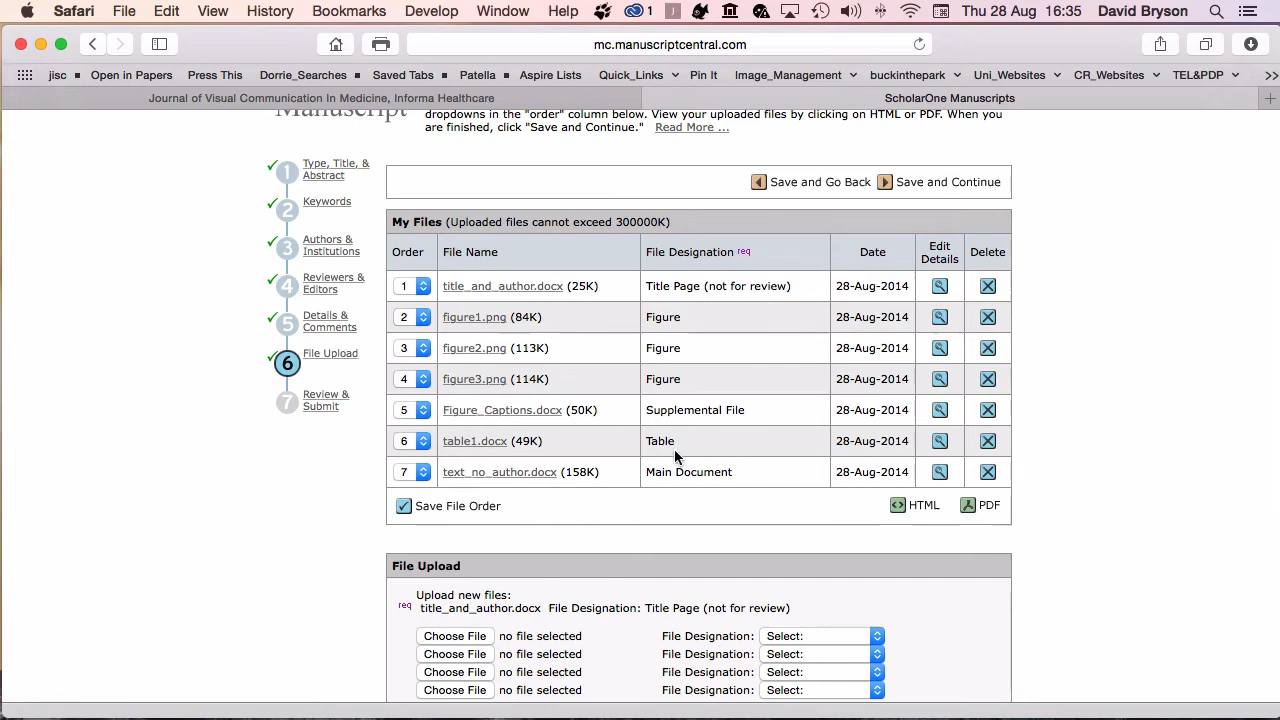 Safari File Edit View History Bookmarks Develop Window Help 1 Thu 28 Aug 16:35 David Bryson
mc.manuscriptcentral.com
jisc Open in Papers Press This Dorrie_Searches Saved Tabs Patella Aspire Lists Quick_Links Pin It Image_Management buckinthepark Uni_Websites CR_Websites TEL&PDP
Journal of Visual Communication In Medicine, Informa Healthcare ScholarOne Manuscripts
Manuscript
dropdowns in the "order" column below. View your uploaded files by clicking on HTML or PDF. When you
are finished, click "Save and Continue." Read More ...
1 Type, Title, &
Abstract
2 Keywords
3 Authors &
Institutions
4 Reviewers &
Editors
5 Details &
Comments
6 File Upload
7 Review &
Submit
Save and Go Back Save and Continue
My Files (Uploaded files cannot exceed 300000K)
Order File Name File Designation req Date Edit Details Delete
1 title_and_author.docx (25K) Title Page (not for review) 28-Aug-2014
2 figure1.png (84K) Figure 28-Aug-2014
3 figure2.png (113K) Figure 28-Aug-2014
4 figure3.png (114K) Figure 28-Aug-2014
5 Figure_Captions.docx (50K) Supplemental File 28-Aug-2014
6 table1.docx (49K) Table 28-Aug-2014
7 text_no_author.docx (158K) Main Document 28-Aug-2014
Save File Order HTML PDF
File Upload
Upload new files:
req title_and_author.docx File Designation: Title Page (not for review)
Choose File no file selected File Designation: Select:
Choose File no file selected File Designation: Select:
Choose File no file selected File Designation: Select:
Choose File no file selected File Designation: Select: